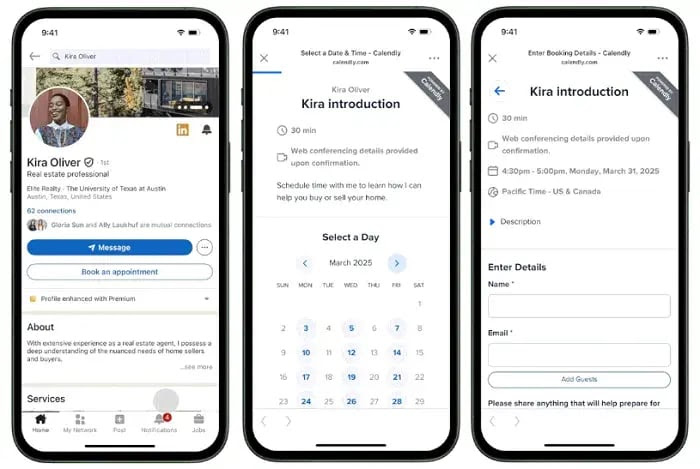 9:41
Kira Oliver
Kira Oliver · 1st
Real estate professional
Elite Realty · The University of Texas at Austin
Austin, Texas, United States
62 connections
Gloria Sun and Ally Laukhuf are mutual connections
Message
Book an appointment
Profile enhanced with Premium
About
With extensive experience as a real estate agent, I possess a
deep understanding of the nuanced needs of home sellers
and buyers.
...see more
Services
4
Home My Network Post Notifications Jobs
9:41
Select a Date & Time - Calendly
calendly.com
POWERED BY
Calendly
Kira Oliver
Kira introduction
30 min
Web conferencing details provided
upon confirmation.
Schedule time with me to learn how I can
help you buy or sell your home.
Select a Day
March 2025
SUN MON TUE WED THU FRI SAT
1
2 3 4 5 6 7 8
9 10 11 12 13 14 15
16 17 18 19 20 21 22
23 24 25 26 27 28 29
9:41
Enter Booking Details - Calendly
calendly.com
POWERED BY
Calendly
Kira introduction
30 min
Web conferencing details provided upon
confirmation.
4:30pm - 5:00pm, Monday, March 31, 2025
Pacific Time - US & Canada
Description
Enter Details
Name *
Email *
Add Guests
Please share anything that will help prepare for